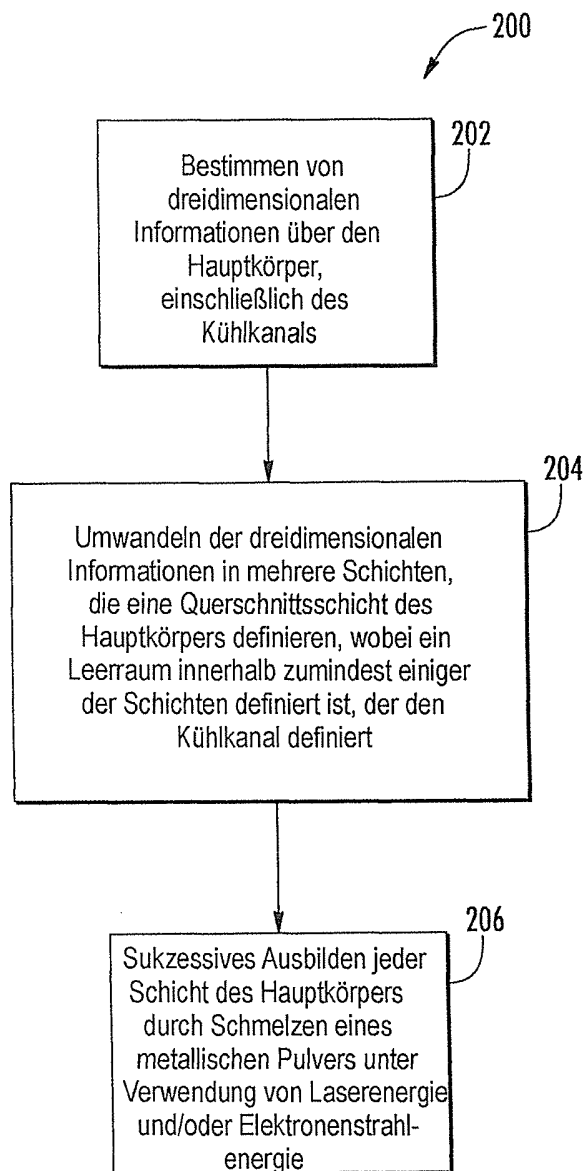 200
202
Bestimmen von
dreidimensionalen
Informationen über den
Hauptkörper,
einschließlich des
Kühlkanals
204
Umwandeln der dreidimensionalen
Informationen in mehrere Schichten,
die eine Querschnittsschicht des
Hauptkörpers definieren, wobei ein
Leerraum innerhalb zumindest einiger
der Schichten definiert ist, der den
Kühlkanal definiert
206
Sukzessives Ausbilden jeder
Schicht des Hauptkörpers
durch Schmelzen eines
metallischen Pulvers unter
Verwendung von Laserenergie
und/oder Elektronenstrahl-
energie